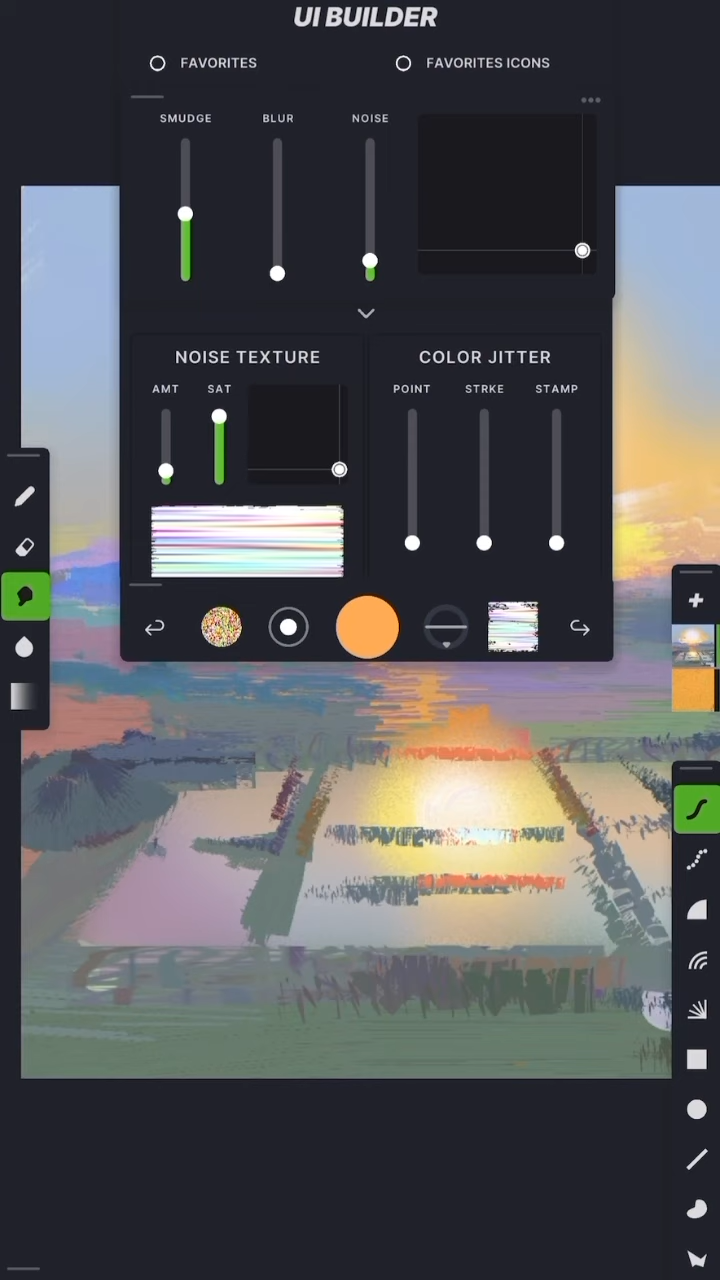 UI BUILDER
FAVORITES FAVORITES ICONS
SMUDGE BLUR NOISE
NOISE TEXTURE COLOR JITTER
AMT SAT POINT STRKE STAMP